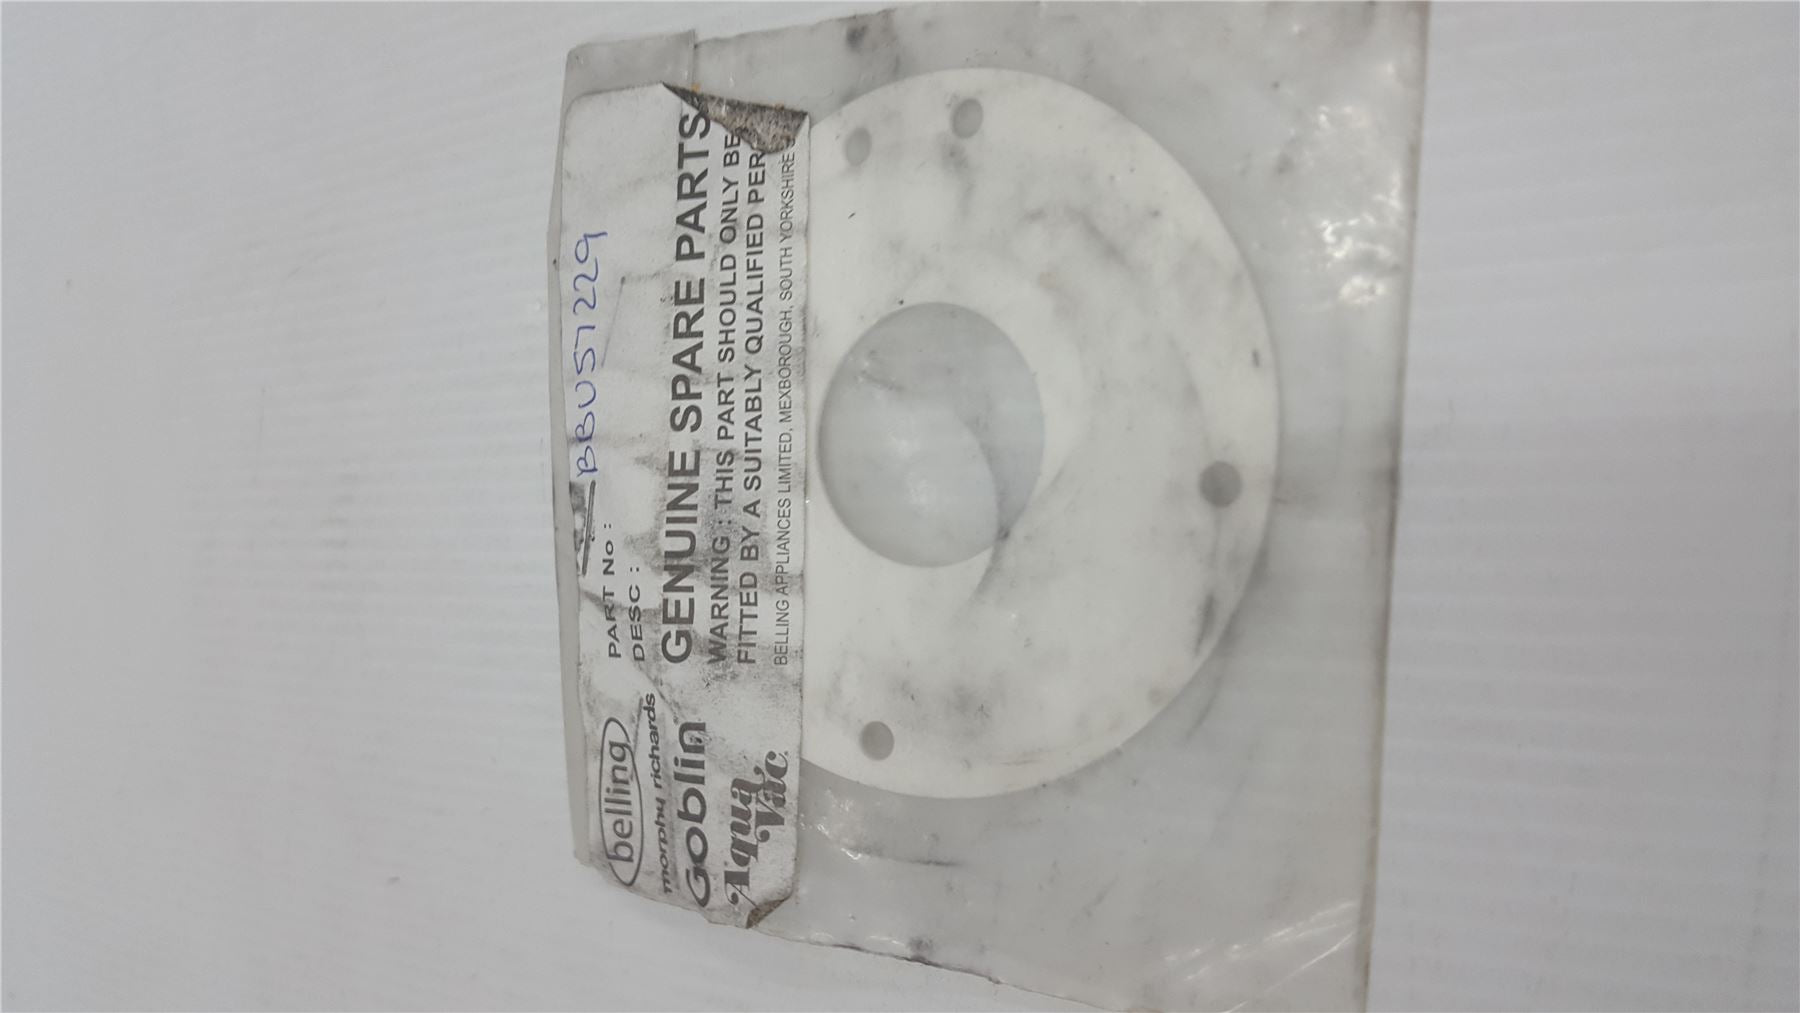 BBU57229
PART No :
DESC :
belling
morphy richards
Goblin
Aqua
Vac
GENUINE SPARE PARTS
WARNING : THIS PART SHOULD ONLY BE
FITTED BY A SUITABLY QUALIFIED PER
BELLING APPLIANCES LIMITED, MEXBOROUGH, SOUTH YORKSHIRE